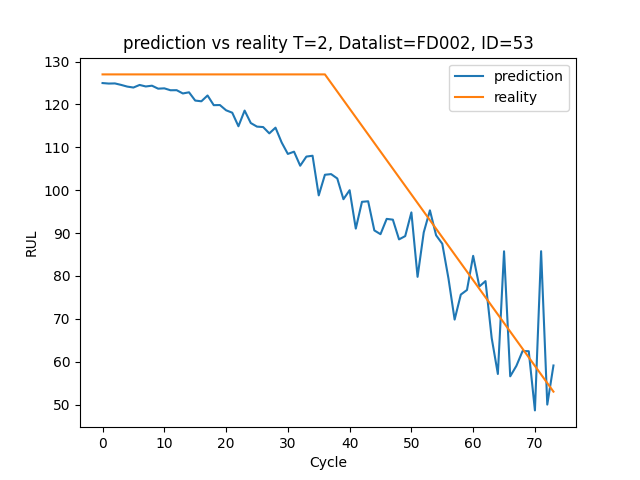 prediction vs reality T=2, Datalist=FD002, ID=53
prediction
reality
130
120
110
100
90
80
70
60
50
RUL
0 10 20 30 40 50 60 70
Cycle